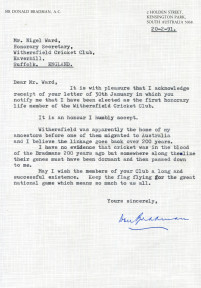 SIR DONALD BRADMAN, A.C.
2 HOLDEN STREET,
KENSINGTON PARK,
SOUTH AUSTRALIA 5068
20-2-91.
Mr. Nigel Ward,
Honorary Secretary,
Withersfield Cricket Club,
Haverhill,
Suffolk. ENGLAND.
Dear Mr. Ward,
It is with pleasure that I acknowledge
receipt of your letter of 30th January in which you
notify me that I have been elected as the first honorary
life member of the Withersfield Cricket Club.
It is an honour I humbly accept.
Withersfield was apparently the home of my
ancestors before one of them migrated to Australia
and I believe the linkage goes back over 200 years.
I have no evidence that cricket was in the blood
of the Bradmans 200 years ago but somewhere along the line
their genes must have been dormant and then passed down
to me.
May I wish the members of your Club a long and
successful existence. Keep the flag flying for the great
national game which means so much to us all.
Yours sincerely,
Don Bradman